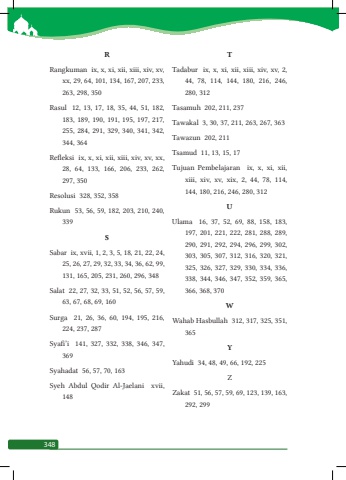 R
Rangkuman ix, x, xi, xii, xiii, xiv, xv,
xx, 29, 64, 101, 134, 167, 207, 233,
263, 298, 350
Rasul 12, 13, 17, 18, 35, 44, 51, 182,
183, 189, 190, 191, 195, 197, 217,
255, 284, 291, 329, 340, 341, 342,
344, 364
Refleksi ix, x, xi, xii, xiii, xiv, xv, xx,
28, 64, 133, 166, 206, 233, 262,
297, 350
Resolusi 328, 352, 358
Rukun 53, 56, 59, 182, 203, 210, 240,
339
S
Sabar ix, xvii, 1, 2, 3, 5, 18, 21, 22, 24,
25, 26, 27, 29, 32, 33, 34, 36, 62, 99,
131, 165, 205, 231, 260, 296, 348
Salat 22, 27, 32, 33, 51, 52, 56, 57, 59,
63, 67, 68, 69, 160
Surga 21, 26, 36, 60, 194, 195, 216,
224, 237, 287
Syafi'i 141, 327, 332, 338, 346, 347,
369
Syahadat 56, 57, 70, 163
Syeh Abdul Qodir Al-Jaelani xvii,
148
T
Tadabur ix, x, xi, xii, xiii, xiv, xv, 2,
44, 78, 114, 144, 180, 216, 246,
280, 312
Tasamuh 202, 211, 237
Tawakal 3, 30, 37, 211, 263, 267, 363
Tawazun 202, 211
Tsamud 11, 13, 15, 17
Tujuan Pembelajaran ix, x, xi, xii,
xiii, xiv, xv, xix, 2, 44, 78, 114,
144, 180, 216, 246, 280, 312
U
Ulama 16, 37, 52, 69, 88, 158, 183,
197, 201, 221, 222, 281, 288, 289,
290, 291, 292, 294, 296, 299, 302,
303, 305, 307, 312, 316, 320, 321,
325, 326, 327, 329, 330, 334, 336,
338, 344, 346, 347, 352, 359, 365,
366, 368, 370
W
Wahab Hasbullah 312, 317, 325, 351,
365
Y
Yahudi 34, 48, 49, 66, 192, 225
Z
Zakat 51, 56, 57, 59, 69, 123, 139, 163,
292, 299
348